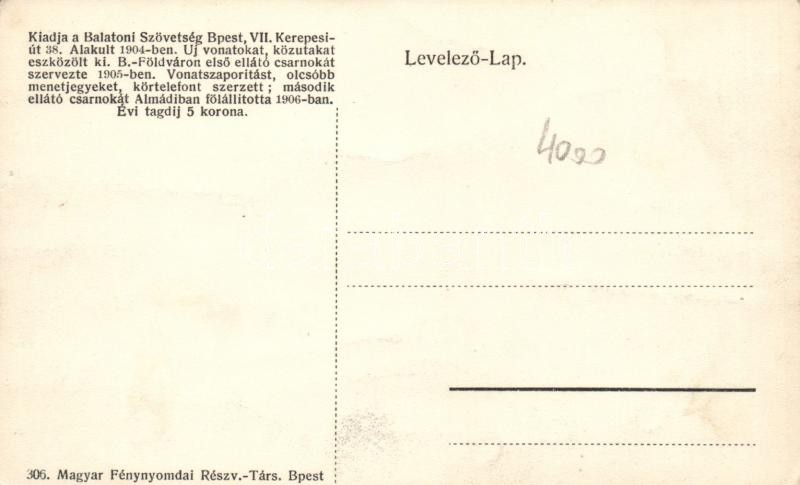 Kiadja a Balatoni Szövetség Bpest, VII. Kerepesi-
út 38. Alakult 1904-ben. Uj vonatokat, közutakat
eszközölt ki. B.-Földváron első ellátó csarnokát
szervezte 1905-ben. Vonatszaporitást, olcsóbb
menetjegyeket, körtelefont szerzett; második
ellátó csarnokát Almádiban fölállitotta 1906-ban.
Évi tagdij 5 korona.
Levelező-Lap.
4000
306. Magyar Fénynyomdai Részv.-Társ. Bpest